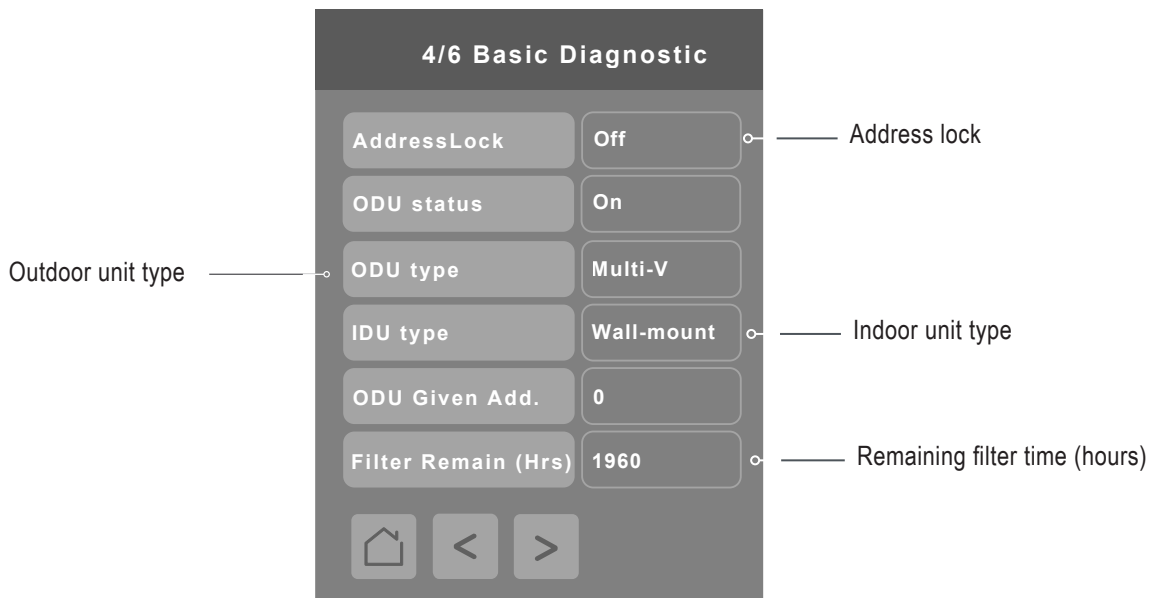 4/6 Basic Diagnostic
AddressLock
Off
Address lock
ODU status
On
Outdoor unit type
ODU type
Multi-V
IDU type
Wall-mount
Indoor unit type
ODU Given Add.
0
Filter Remain (Hrs)
1960
Remaining filter time (hours)
<
>